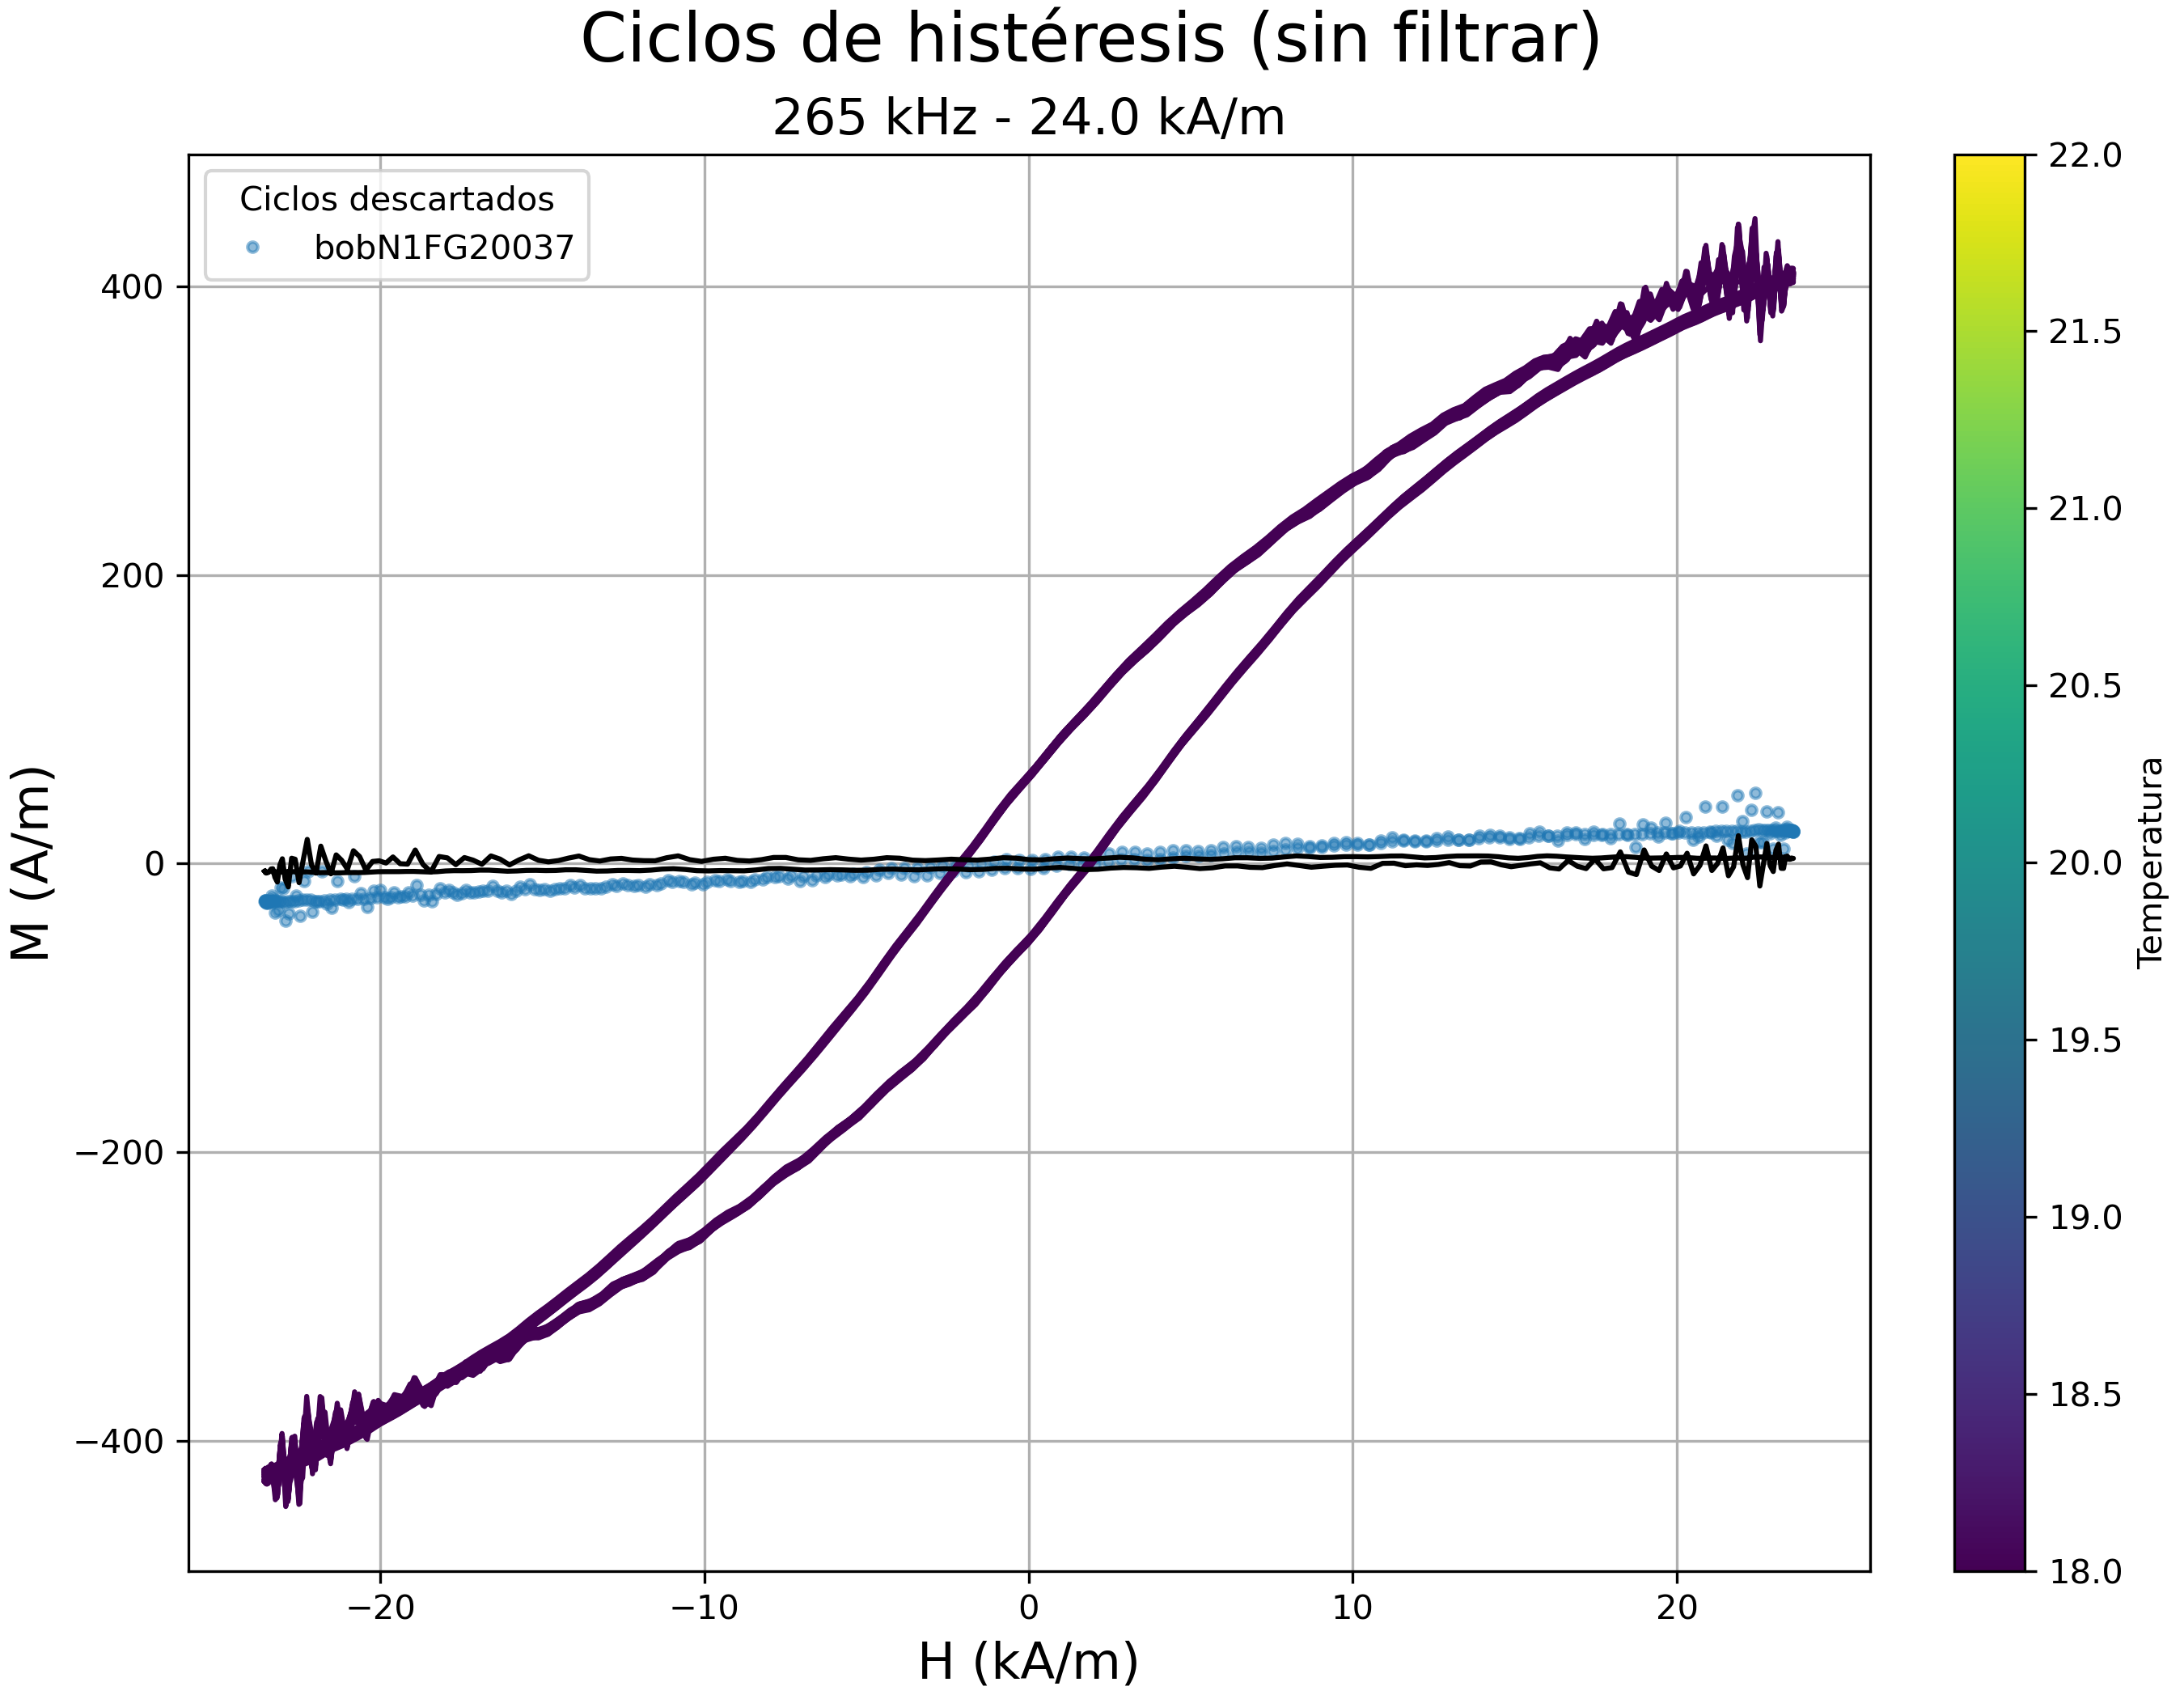 Ciclos de histéresis (sin filtrar)
265 kHz - 24.0 kA/m
Ciclos descartados
bobN1FG20037
M (A/m)
400
200
0
−200
−400
−20
−10
0
10
20
H (kA/m)
22.0
21.5
21.0
20.5
20.0
19.5
19.0
18.5
18.0
Temperatura